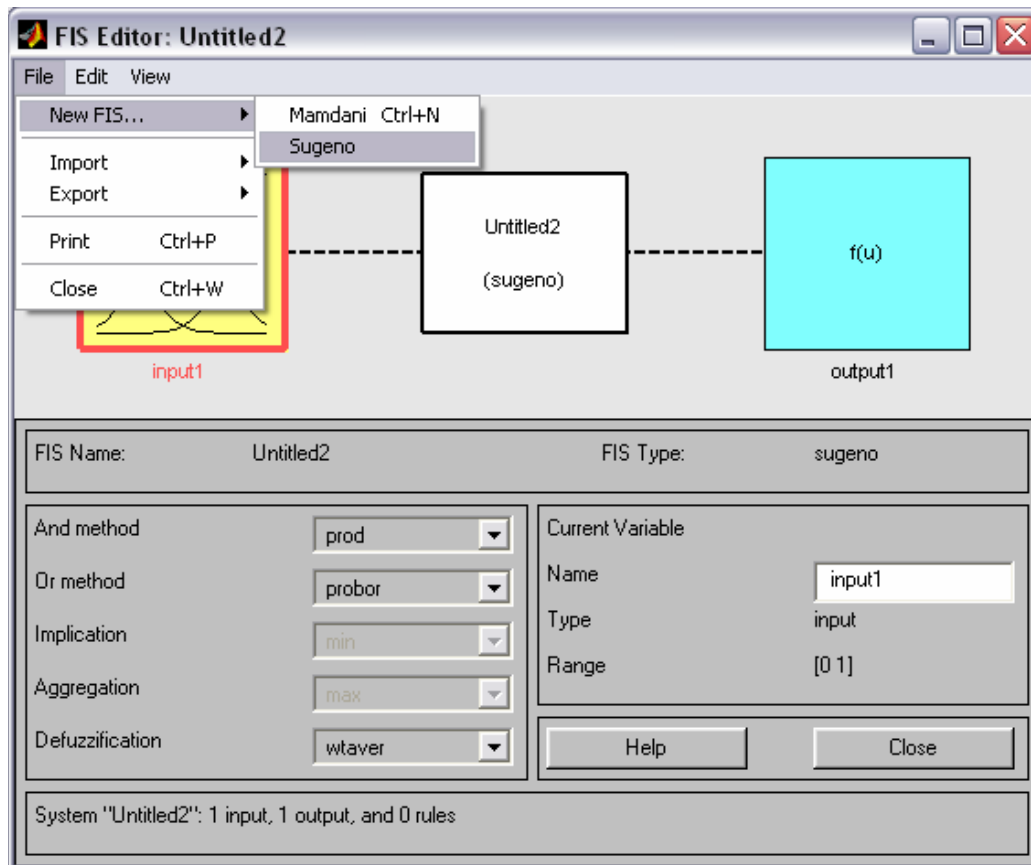 FIS Editor: Untitled2
File Edit View
New FIS...
Mamdani Ctrl+N
Sugeno
Import
Export
Print Ctrl+P
Close Ctrl+W
input1
Untitled2
(sugeno)
f(u)
output1
FIS Name: Untitled2 FIS Type: sugeno
And method prod
Or method probor
Implication min
Aggregation max
Defuzzification wtaver
Current Variable
Name input1
Type input
Range [0 1]
Help Close
System "Untitled2": 1 input, 1 output, and 0 rules